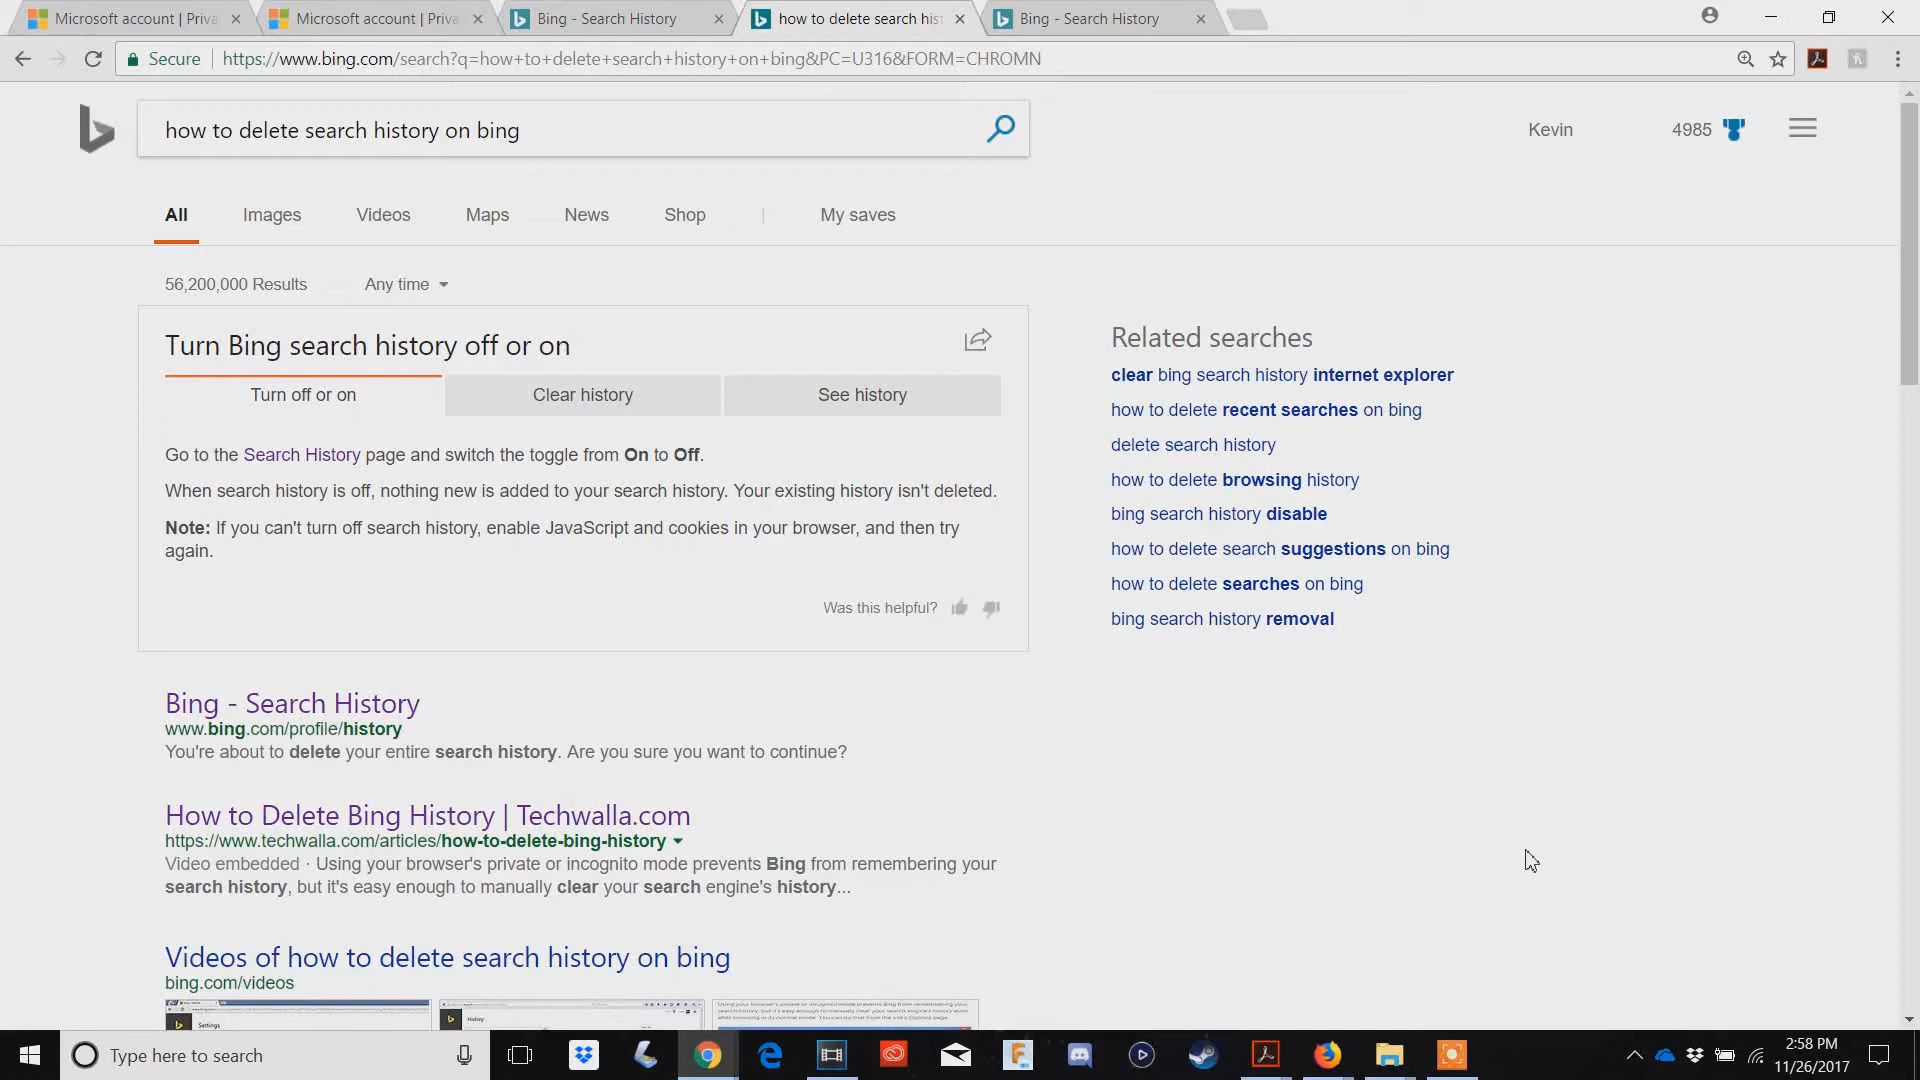 Microsoft account | Priva
Microsoft account | Priva
Bing - Search History
how to delete search his
Bing - Search History
Secure
https://www.bing.com/search?q=how+to+delete+search+history+on+bing&PC=U316&FORM=CHROMN
how to delete search history on bing
Kevin
4985
All
Images
Videos
Maps
News
Shop
My saves
56,200,000 Results
Any time
Turn Bing search history off or on
Turn off or on
Clear history
See history
Go to the Search History page and switch the toggle from On to Off.
When search history is off, nothing new is added to your search history. Your existing history isn't deleted.
Note: If you can't turn off search history, enable JavaScript and cookies in your browser, and then try
again.
Was this helpful?
Related searches
clear bing search history internet explorer
how to delete recent searches on bing
delete search history
how to delete browsing history
bing search history disable
how to delete search suggestions on bing
how to delete searches on bing
bing search history removal
Bing - Search History
www.bing.com/profile/history
You're about to delete your entire search history. Are you sure you want to continue?
How to Delete Bing History | Techwalla.com
https://www.techwalla.com/articles/how-to-delete-bing-history
Video embedded · Using your browser's private or incognito mode prevents Bing from remembering your
search history, but it's easy enough to manually clear your search engine's history...
Videos of how to delete search history on bing
bing.com/videos
Settings
History
Type here to search
2:58 PM
11/26/2017